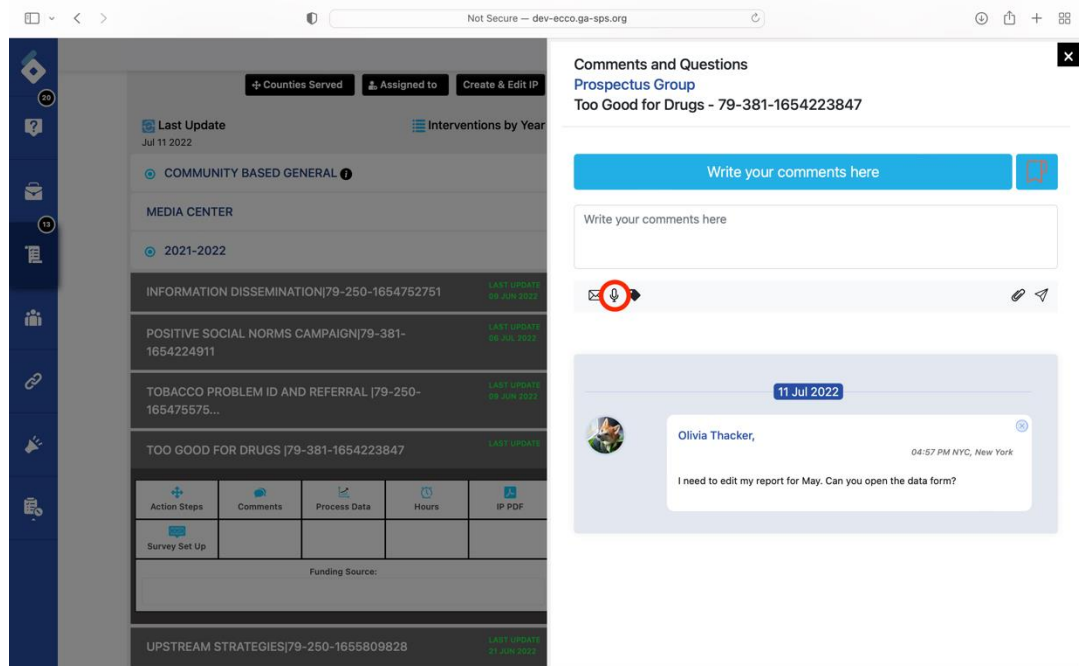 Not Secure — dev-ecco.ga-sps.org
20
13
Counties Served
Assigned to
Create & Edit IP
Last Update
Jul 11 2022
Interventions by Year
COMMUNITY BASED GENERAL
MEDIA CENTER
2021-2022
INFORMATION DISSEMINATION|79-250-1654752751
LAST UPDATE
09 JUN 2022
POSITIVE SOCIAL NORMS CAMPAIGN|79-381-
1654224911
LAST UPDATE
06 JUL 2022
TOBACCO PROBLEM ID AND REFERRAL |79-250-
165475575...
LAST UPDATE
09 JUN 2022
TOO GOOD FOR DRUGS |79-381-1654223847
LAST UPDATE
Action Steps
Comments
Process Data
Hours
IP PDF
Survey Set Up
Funding Source:
UPSTREAM STRATEGIES|79-250-1655809828
LAST UPDATE
21 JUN 2022
Comments and Questions
Prospectus Group
Too Good for Drugs - 79-381-1654223847
Write your comments here
Write your comments here
11 Jul 2022
Olivia Thacker,
04:57 PM NYC, New York
I need to edit my report for May. Can you open the data form?